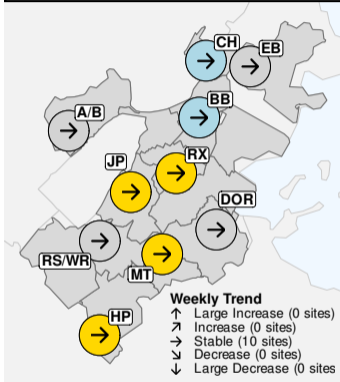 CH
EB
A/B
BB
JP
RX
DOR
RS/WR
MT
HP
Weekly Trend
↑ Large Increase (0 sites)
↗ Increase (0 sites)
→ Stable (10 sites)
↘ Decrease (0 sites)
↓ Large Decrease (0 sites